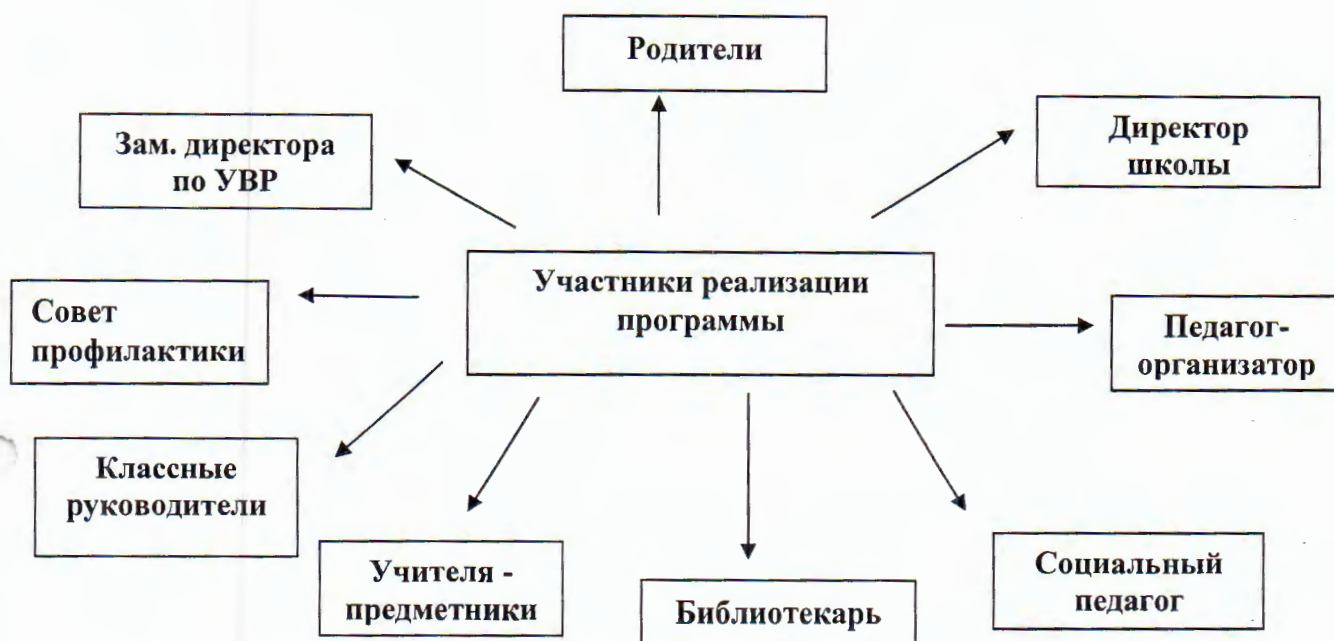 Родители
Зам. директора
по УВР
Директор
школы
Участники реализации
программы
Совет
профилактики
Педагог-
организатор
Классные
руководители
Учителя -
предметники
Библиотекарь
Социальный
педагог